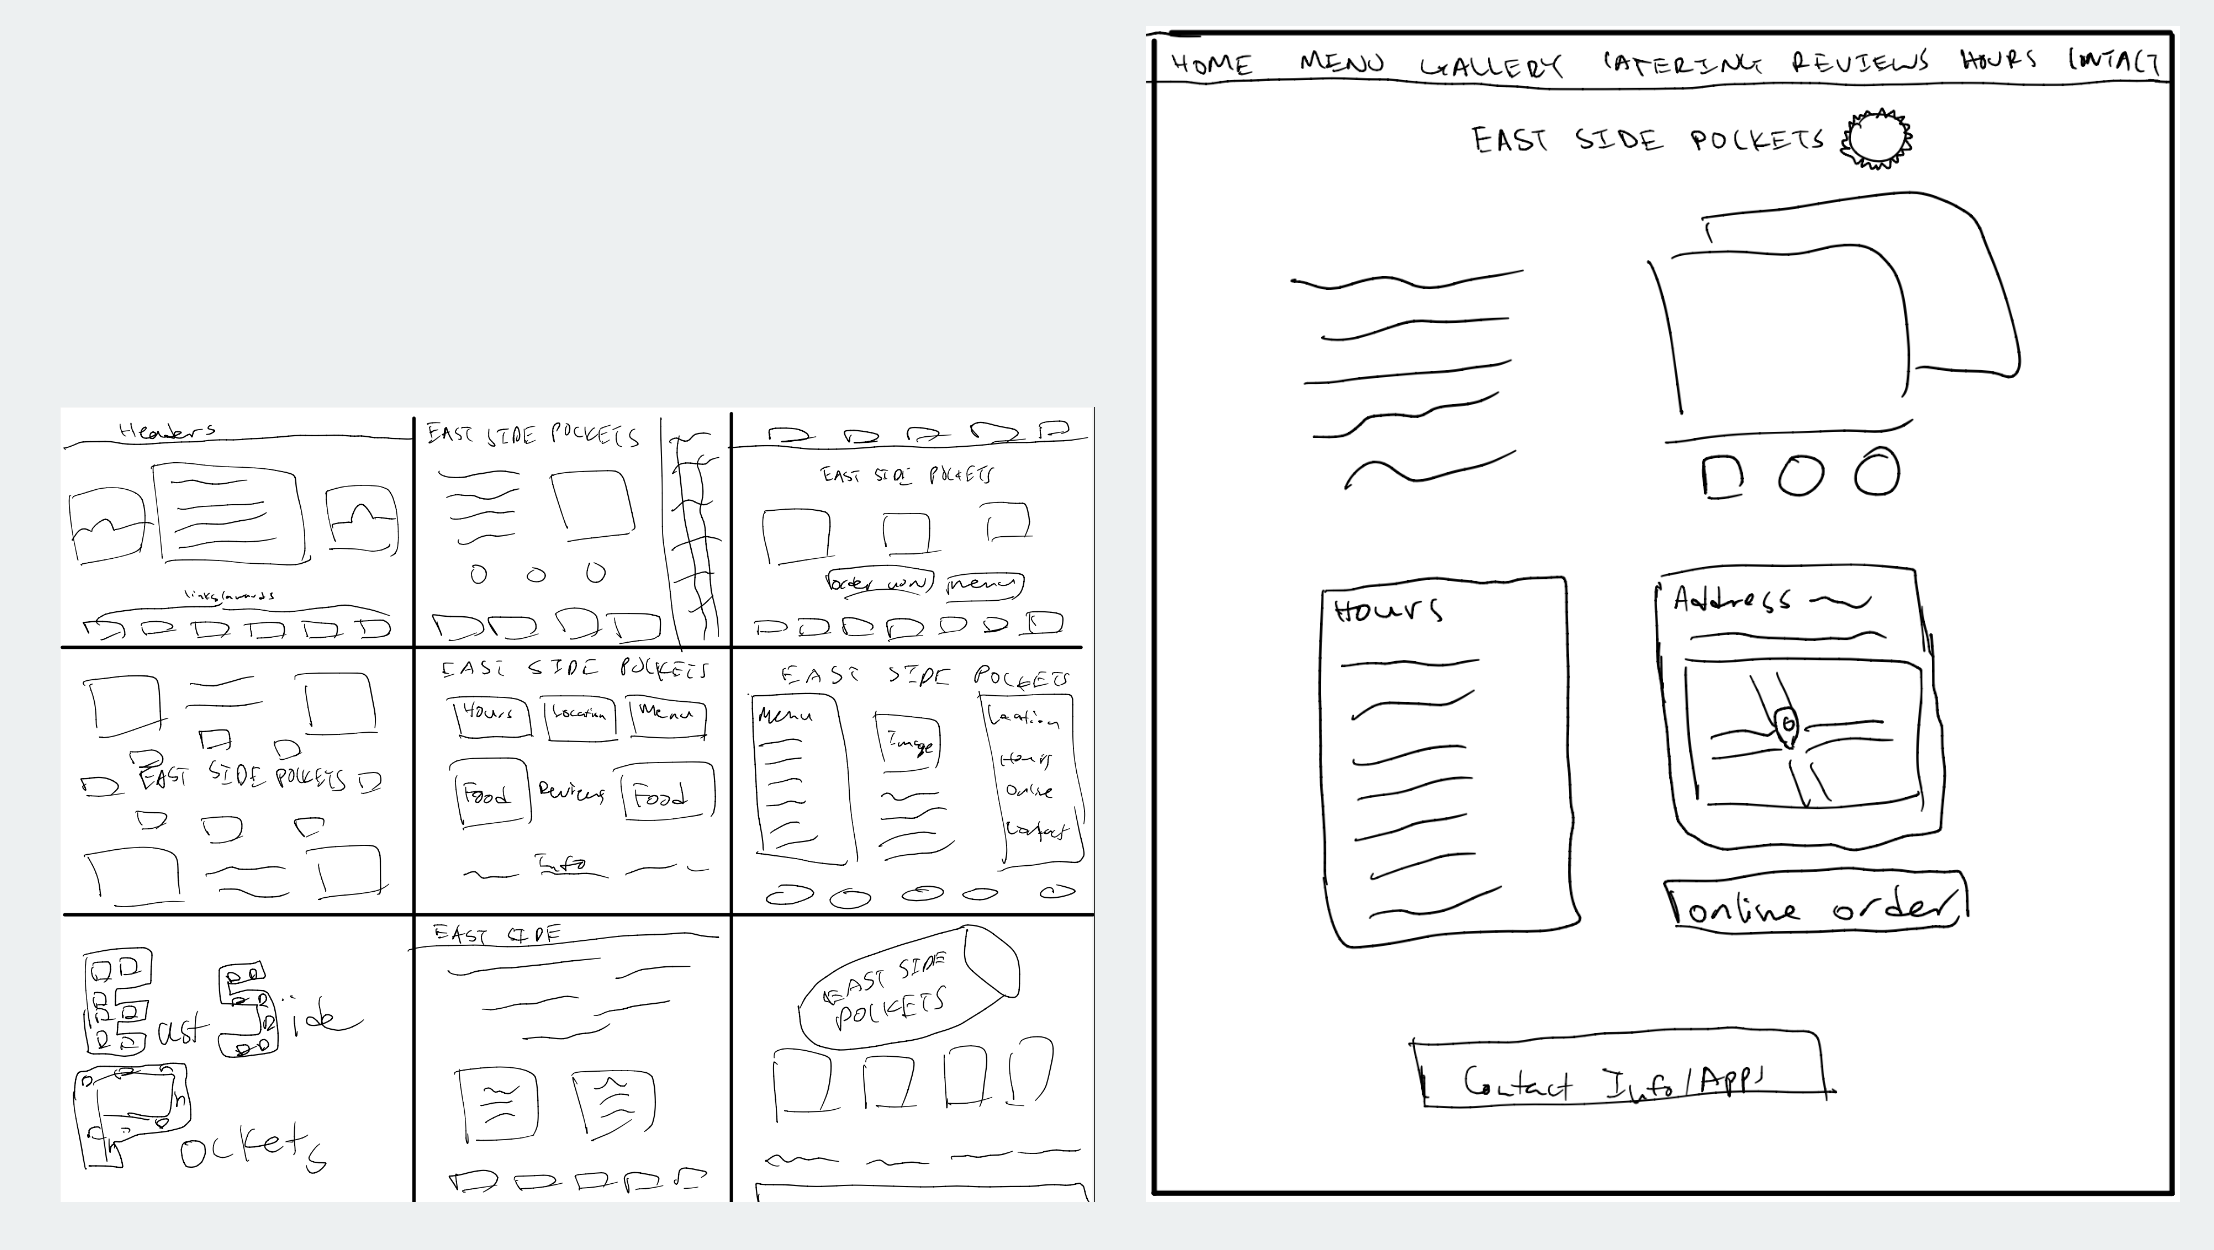 Headers
links/awards
EAST SIDE POCKETS
EAST SIDE POCKETS
order now menu
EAST SIDE POCKETS
EAST SIDE POCKETS
Hours Location Menu
Food Reviews Food
Info
EAST SIDE POCKETS
Menu
Image
Location
Hours
Online
Contact
East Side
Pockets
EAST SIDE
EAST SIDE
POCKETS
HOME MENU GALLERY CATERING REVIEWS HOURS CONTACT
EAST SIDE POCKETS
Hours
Address
online order
Contact Info/Apps